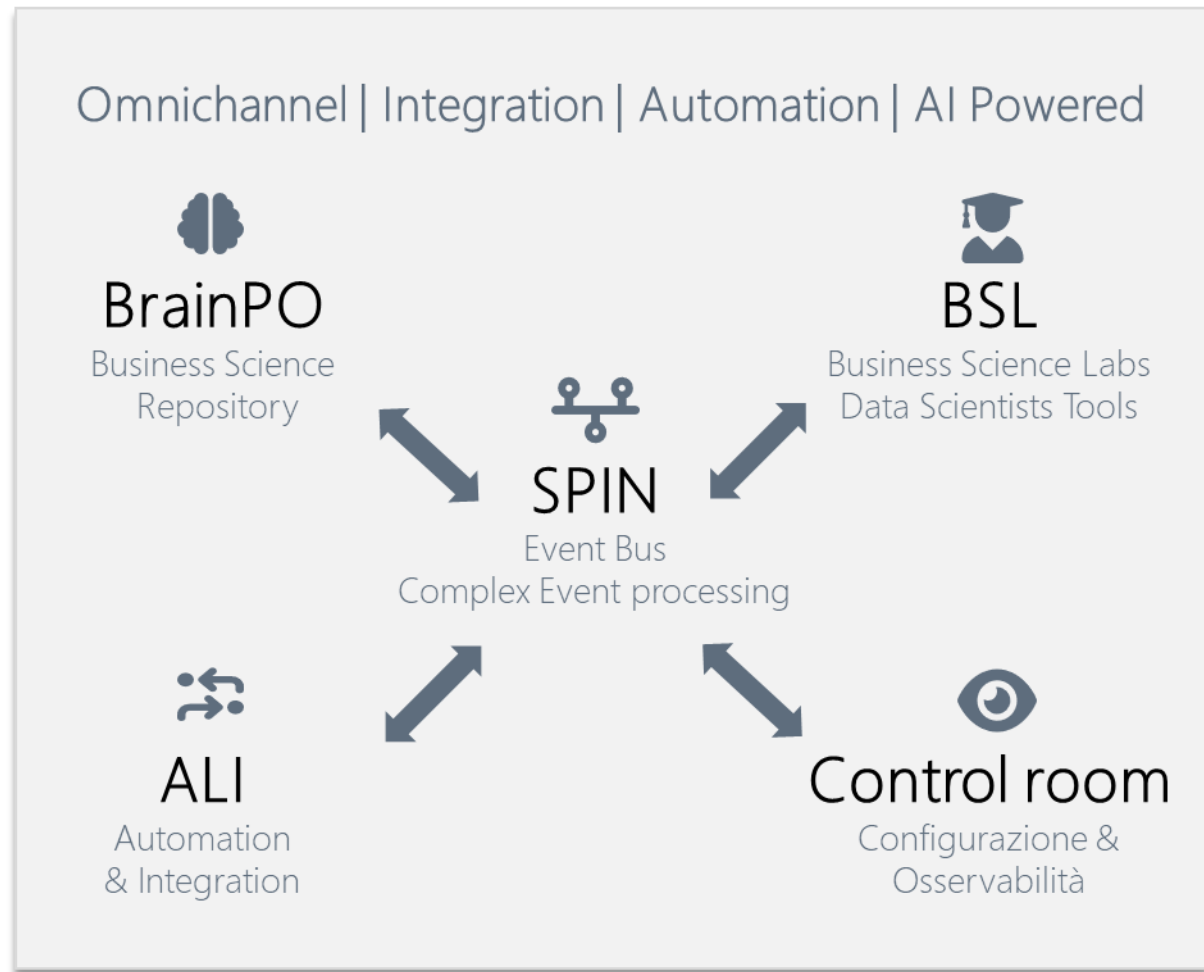 Omnichannel | Integration | Automation | AI Powered
BrainPO
Business Science
Repository
BSL
Business Science Labs
Data Scientists Tools
SPIN
Event Bus
Complex Event processing
ALI
Automation
& Integration
Control room
Configurazione &
Osservabilità